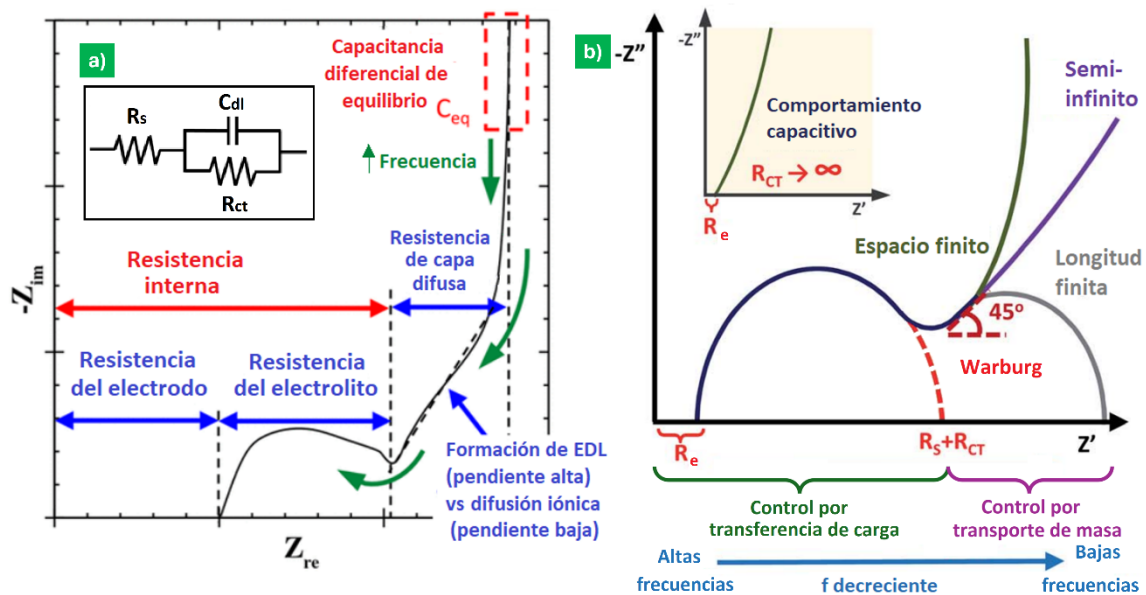 a)
Rs
Cdl
Rct
Capacitancia
diferencial de
equilibrio
Ceq
Frecuencia
Resistencia
interna
Resistencia
de capa
difusa
Resistencia
del electrodo
Resistencia
del electrolito
Formación de EDL
(pendiente alta)
vs difusión iónica
(pendiente baja)
-Zim
Zre
b)
-Z”
-Z”
Comportamiento
capacitivo
RCT → ∞
Z'
Re
Semi-
infinito
Espacio finito
Longitud
finita
45º
Warburg
Re
RS+RCT
Z'
Control por
transferencia de carga
Control por
transporte de masa
Altas
frecuencias
f decreciente
Bajas
frecuencias